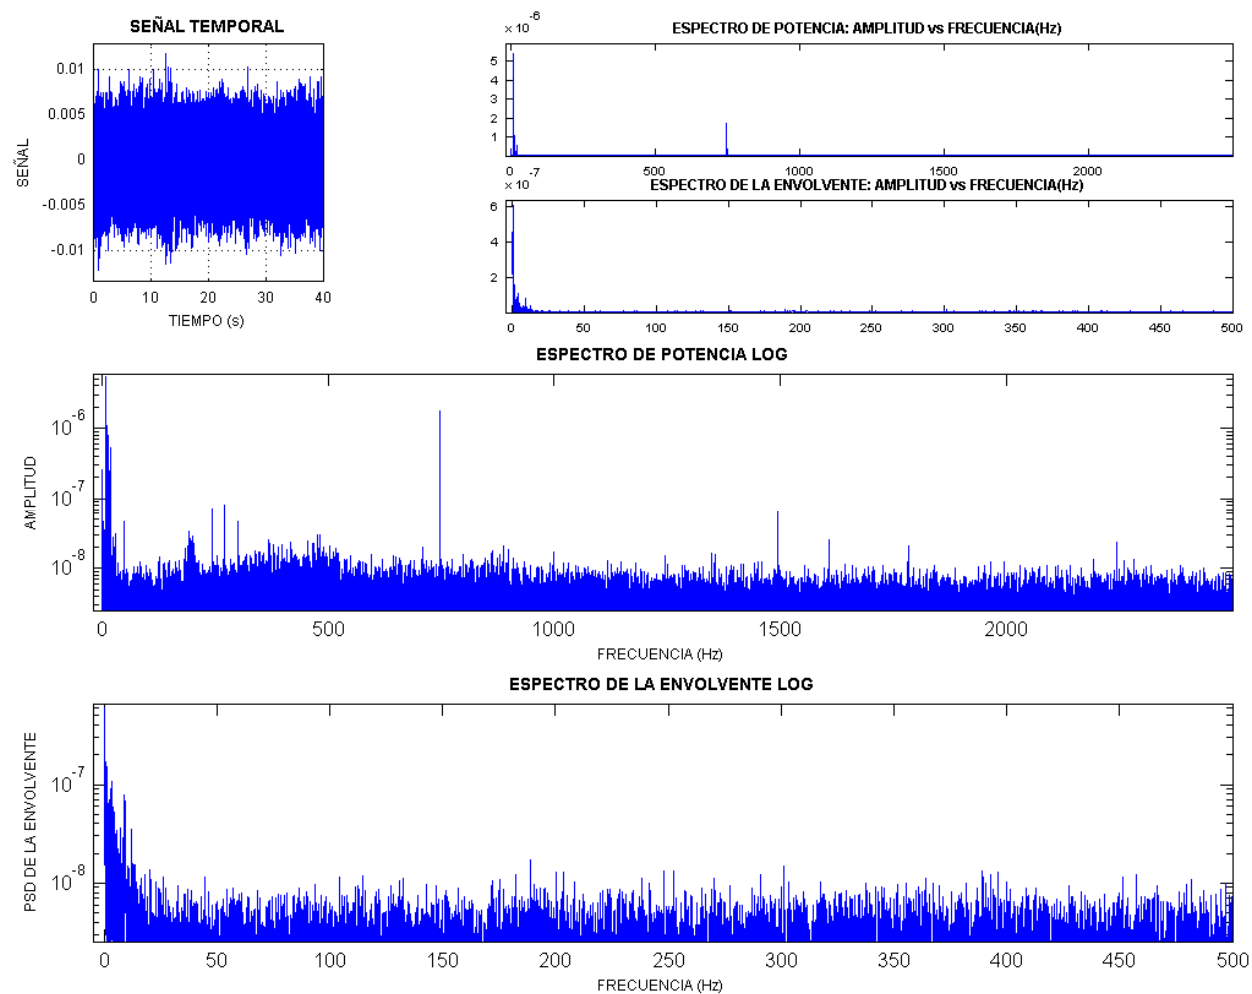 SEÑAL TEMPORAL
SEÑAL
0.01
0.005
0
-0.005
-0.01
0 10 20 30 40
TIEMPO (s)
× 10^-6
ESPECTRO DE POTENCIA: AMPLITUD vs FRECUENCIA(Hz)
5
4
3
2
1
0 500 1000 1500 2000
× 10^-7
ESPECTRO DE LA ENVOLVENTE: AMPLITUD vs FRECUENCIA(Hz)
6
4
2
0 50 100 150 200 250 300 350 400 450 500
ESPECTRO DE POTENCIA LOG
AMPLITUD
10^-6
10^-7
10^-8
0 500 1000 1500 2000
FRECUENCIA (Hz)
ESPECTRO DE LA ENVOLVENTE LOG
PSD DE LA ENVOLVENTE
10^-7
10^-8
0 50 100 150 200 250 300 350 400 450 500
FRECUENCIA (Hz)